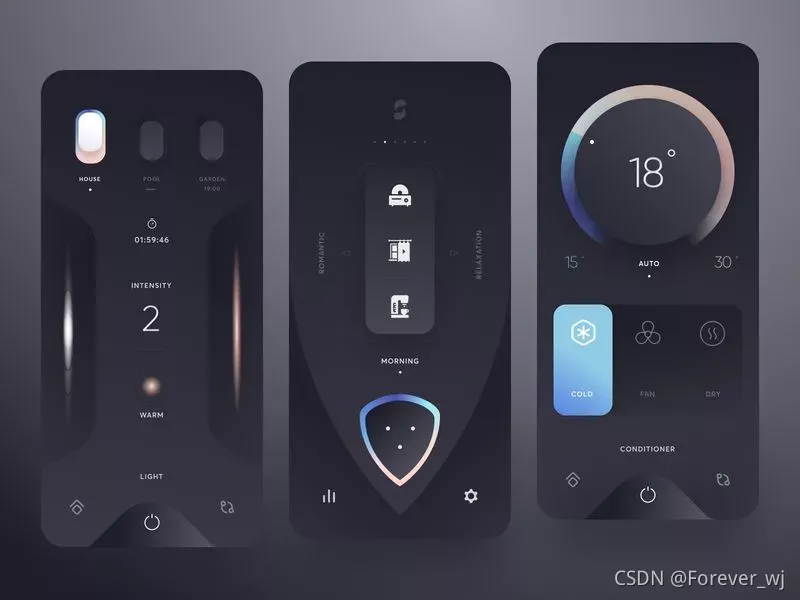 HOUSE
POOL
GARDEN
19:00
01:59:46
INTENSITY
2
WARM
LIGHT
ROMANTIC
RELAXATION
MORNING
18°
15°
AUTO
30°
COLD
FAN
DRY
CONDITIONER
CSDN @Forever_wj